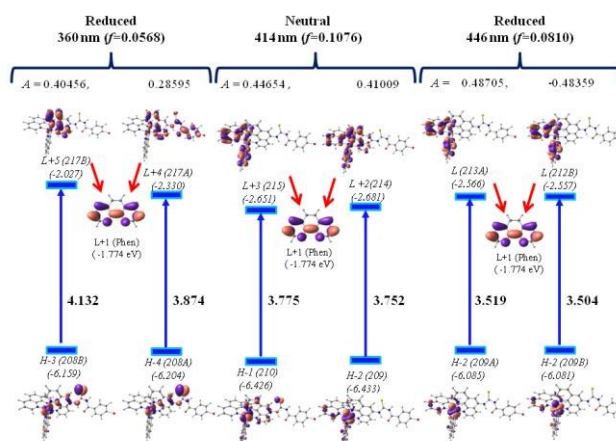 Reduced
360 nm (f=0.0568)
Neutral
414 nm (f=0.1076)
Reduced
446 nm (f=0.0810)
A = 0.40456,
0.28595
A = 0.44654,
0.41009
A = 0.48705,
-0.48359
L+5 (217B)
(-2.027)
L+4 (217A)
(-2.330)
L+3 (215)
(-2.651)
L+2(214)
(-2.681)
L (213A)
(-2.566)
L (212B)
(-2.557)
L+1 (Phen)
(-1.774 eV)
L+1 (Phen)
(-1.774 eV)
L+1 (Phen)
(-1.774 eV)
4.132
3.874
3.775
3.752
3.519
3.504
H-3 (208B)
(-6.159)
H-4 (208A)
(-6.204)
H-1 (210)
(-6.426)
H-2 (209)
(-6.433)
H-2 (209A)
(-6.085)
H-2 (209B)
(-6.081)